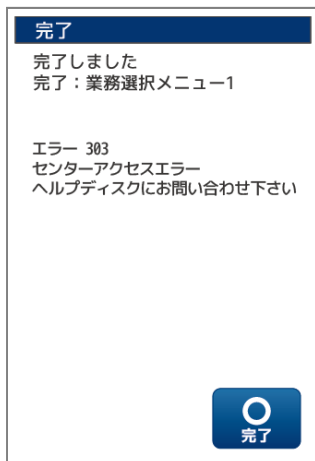 完了
完了しました
完了：業務選択メニュー1
エラー 303
センターアクセスエラー
ヘルプディスクにお問い合わせ下さい
完了